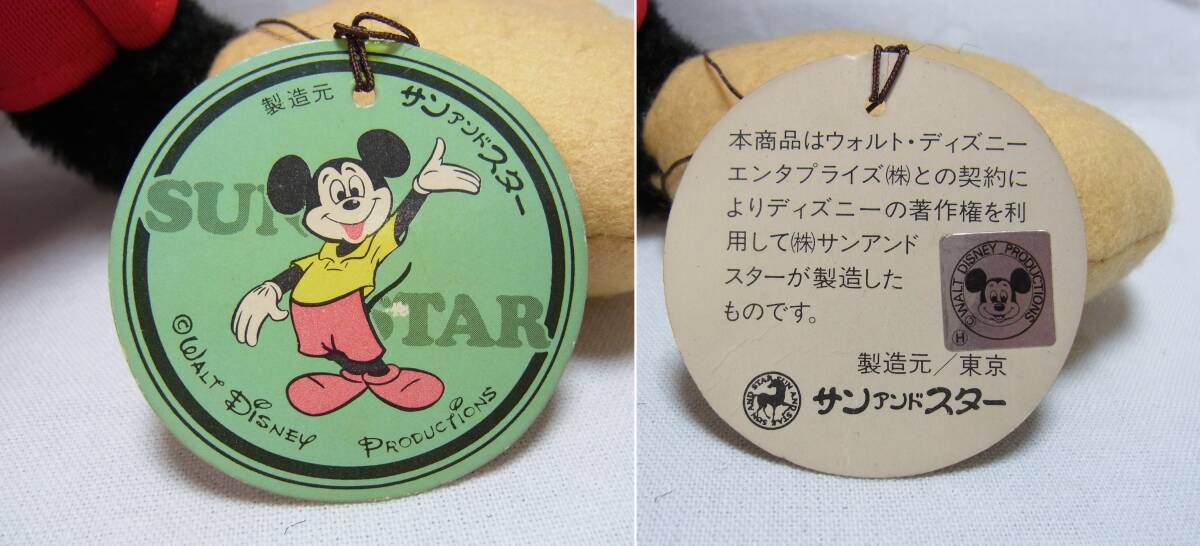 製造元 サンアンドスター
SUN
STAR
©WALT DISNEY PRODUCTIONS
本商品はウォルト・ディズニー
エンタプライズ(株)との契約に
よりディズニーの著作権を利
用して(株)サンアンド
スターが製造した
ものです。
©WALT DISNEY PRODUCTIONS
H
製造元/東京
SUN AND STAR SUN AND STAR
サンアンドスター